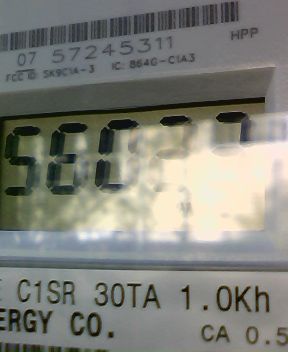 07 57245311
HPP
FCC ID: SK9C1A-3 IC: 864G-C1A3
C1SR 30TA 1.0Kh
ERGY CO.
CA 0.5